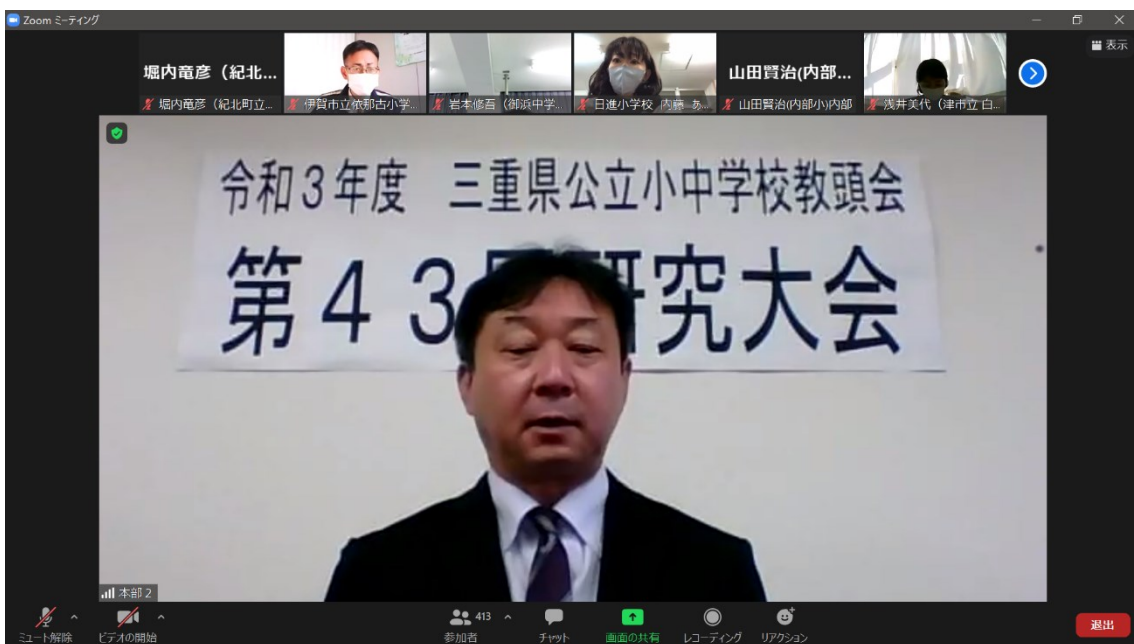 Zoom ミーティング
表示
堀内竜彦（紀北...
山田賢治(内部...
堀内竜彦（紀北町立...
伊賀市立依那古小学...
岩本修吾（御浜中学...
日進小学校 内藤 あ...
山田賢治(内部小)内部
浅井美代（津市立 白...
令和３年度 三重県公立小中学校教頭会
第４３回研究大会
本部 2
413
ミュート解除
ビデオの開始
参加者
チャット
画面の共有
レコーディング
リアクション
退出